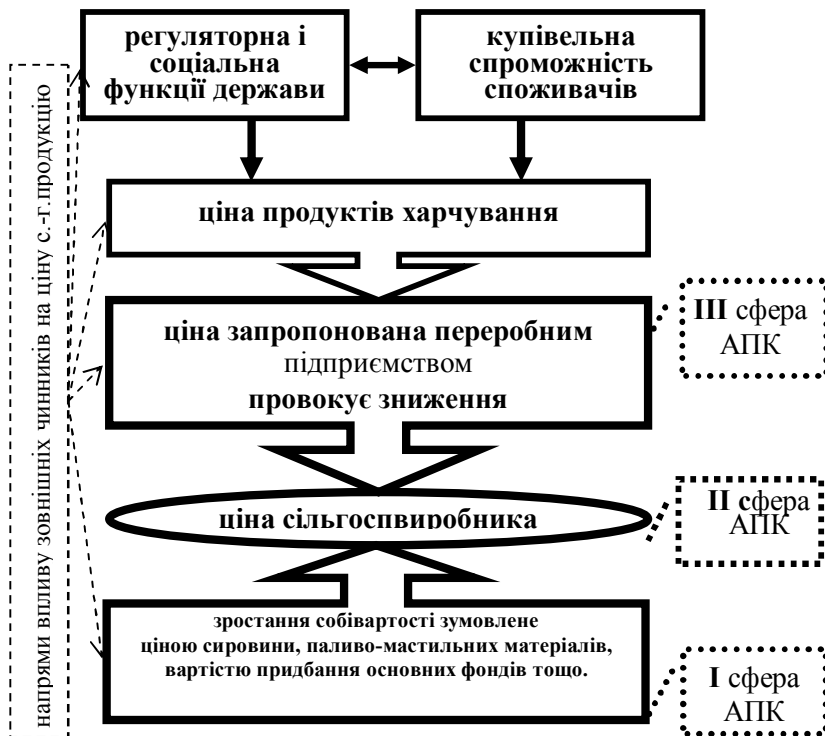 напрями впливу зовнішніх чинників на ціну с.-г.продукцію
регуляторна і
соціальна
функції держави
купівельна
спроможність
споживачів
ціна продуктів харчування
ціна запропонована переробним
підприємством
провокує зниження
III сфера
АПК
ціна сільгоспвиробника
II сфера
АПК
зростання собівартості зумовлене
ціною сировини, паливо-мастильних матеріалів,
вартістю придбання основних фондів тощо.
I сфера
АПК